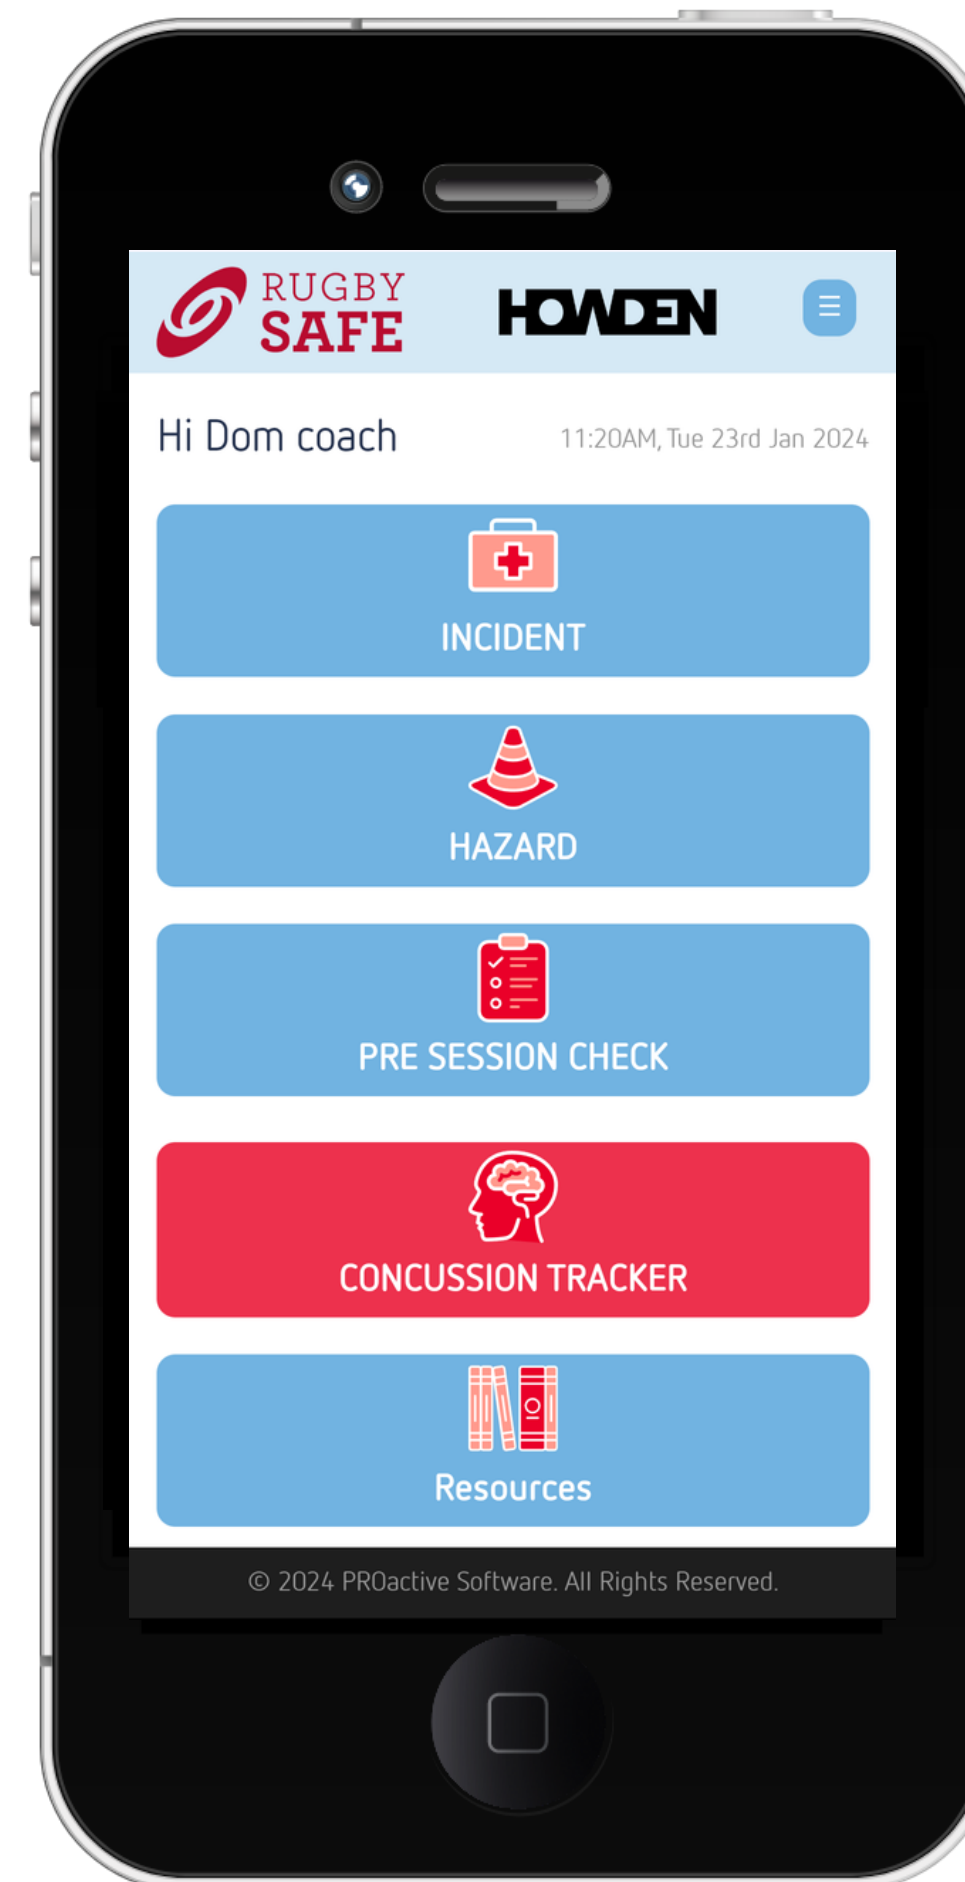 RUGBY
SAFE
HOWDEN
Hi Dom coach
11:20AM, Tue 23rd Jan 2024
INCIDENT
HAZARD
PRE SESSION CHECK
CONCUSSION TRACKER
Resources
© 2024 PROactive Software. All Rights Reserved.